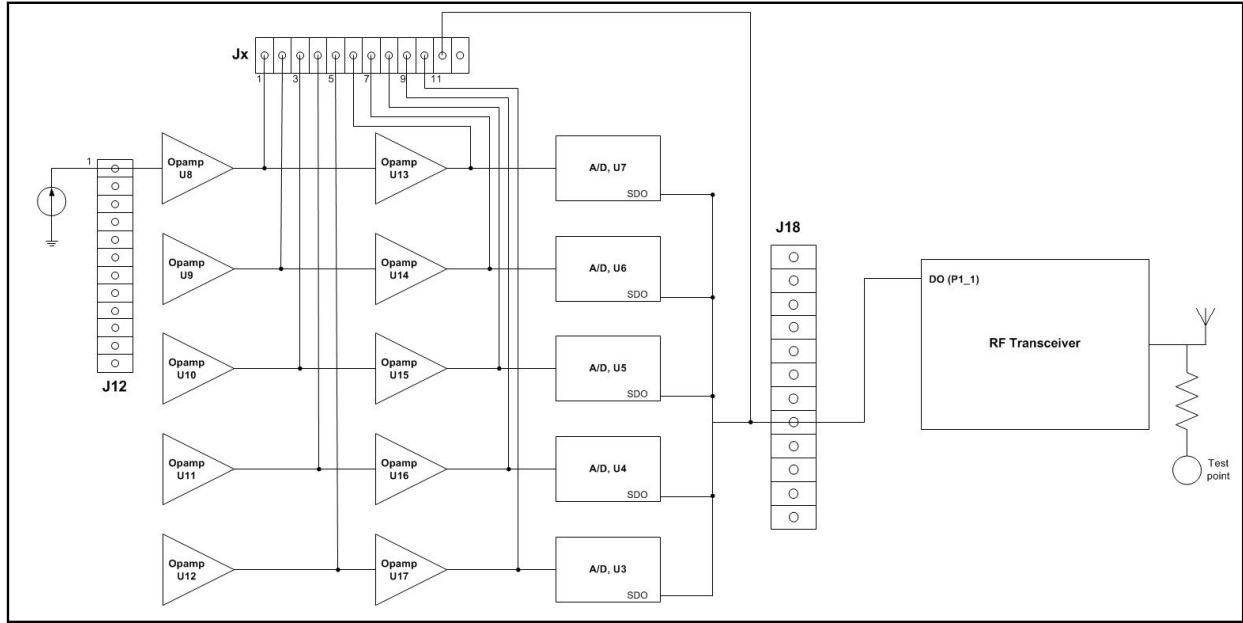 Jx
1 3 5 7 9 11
1
Opamp
U8
Opamp
U13
A/D, U7
SDO
J18
Opamp
U9
Opamp
U14
A/D, U6
SDO
DO (P1_1)
RF Transceiver
Opamp
U10
Opamp
U15
A/D, U5
SDO
J12
Opamp
U11
Opamp
U16
A/D, U4
SDO
Test
point
Opamp
U12
Opamp
U17
A/D, U3
SDO